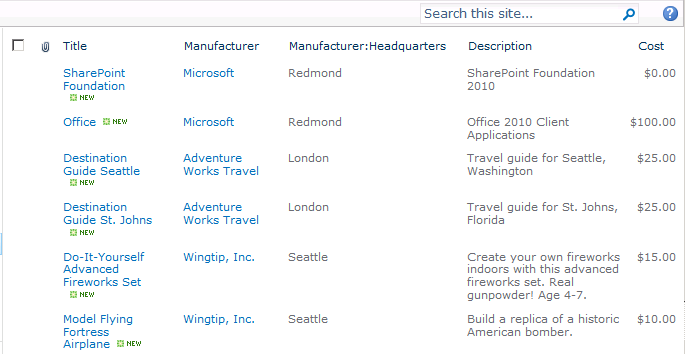 Search this site...
Title Manufacturer Manufacturer:Headquarters Description Cost
SharePoint Microsoft Redmond SharePoint Foundation $0.00
Foundation 2010
NEW
Office NEW Microsoft Redmond Office 2010 Client $100.00
Applications
Destination Adventure London Travel guide for Seattle, $25.00
Guide Seattle Works Travel Washington
NEW
Destination Adventure London Travel guide for St. Johns, $25.00
Guide St. Johns Works Travel Florida
NEW
Do-It-Yourself Wingtip, Inc. Seattle Create your own fireworks $15.00
Advanced indoors with this advanced
Fireworks Set fireworks set. Real
NEW gunpowder! Age 4-7.
Model Flying Wingtip, Inc. Seattle Build a replica of a historic $10.00
Fortress American bomber.
Airplane NEW